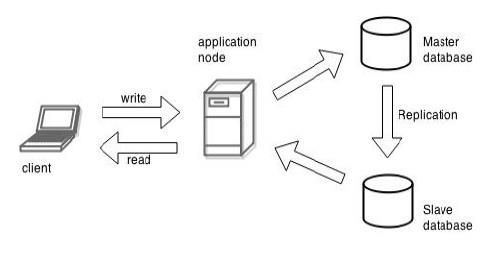 application
node
Master
database
write
Replication
read
client
Slave
database